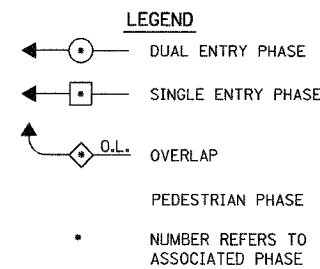 LEGEND
* DUAL ENTRY PHASE
* SINGLE ENTRY PHASE
* O.L. OVERLAP
PEDESTRIAN PHASE
* NUMBER REFERS TO
ASSOCIATED PHASE